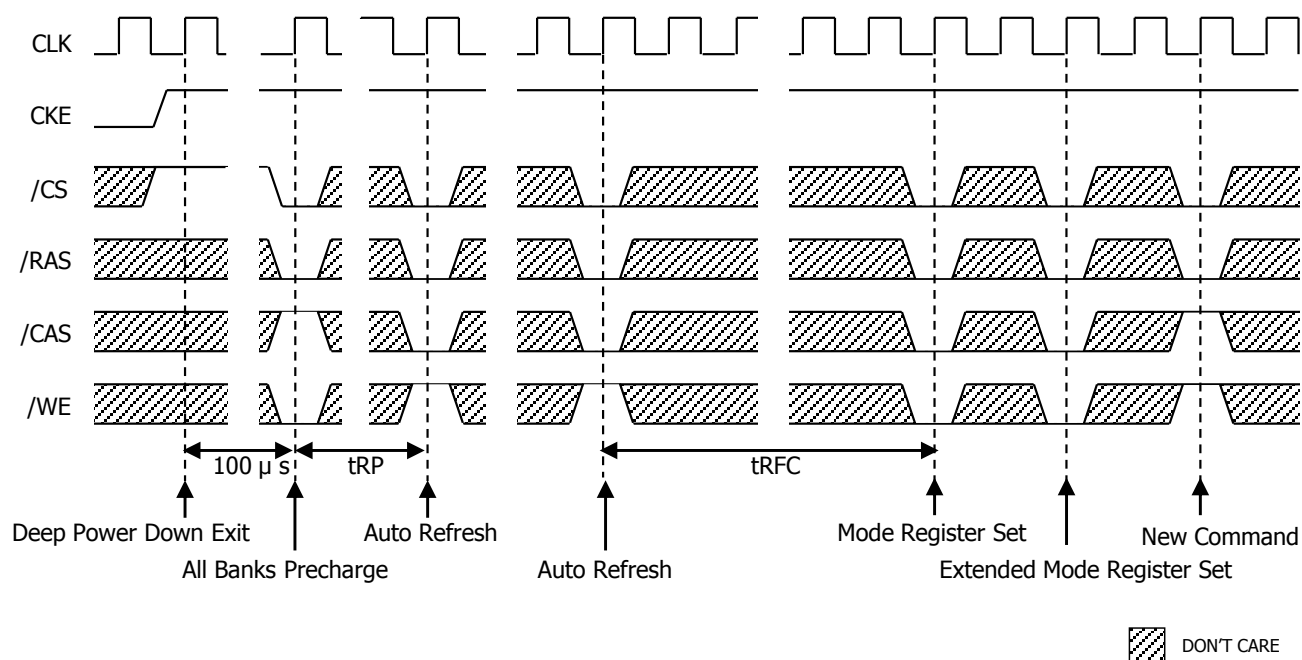 CLK
CKE
/CS
/RAS
/CAS
/WE
100 µ s
tRP
tRFC
Deep Power Down Exit
Auto Refresh
Mode Register Set
New Command
All Banks Precharge
Auto Refresh
Extended Mode Register Set
DON'T CARE